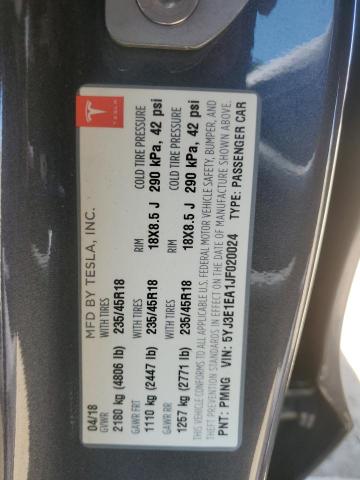 TESLA
MFD BY TESLA, INC.
04/18
GVWR WITH TIRES RIM COLD TIRE PRESSURE
2180 kg (4806 lb) 235/45R18 18X8.5 J 290 kPa, 42 psi
GAWR FRT WITH TIRES RIM COLD TIRE PRESSURE
1110 kg (2447 lb) 235/45R18 18X8.5 J 290 kPa, 42 psi
GAWR RR
1257 kg (2771 lb)
THIS VEHICLE CONFORMS TO ALL APPLICABLE U.S. FEDERAL MOTOR VEHICLE SAFETY, BUMPER, AND
THEFT PREVENTION STANDARDS IN EFFECT ON THE DATE OF MANUFACTURE SHOWN ABOVE.
PNT: PMNG VIN: 5YJ3E1EA1JF020024 TYPE: PASSENGER CAR